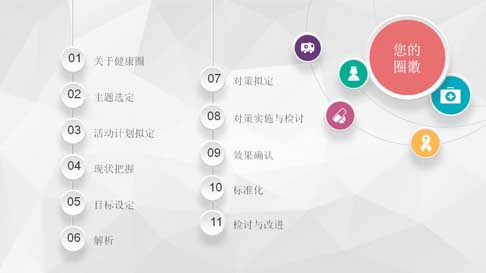 您的
圈徽
01 关于健康圈
02 主题选定
03 活动计划拟定
04 现状把握
05 目标设定
06 解析
07 对策拟定
08 对策实施与检讨
09 效果确认
10 标准化
11 检讨与改进